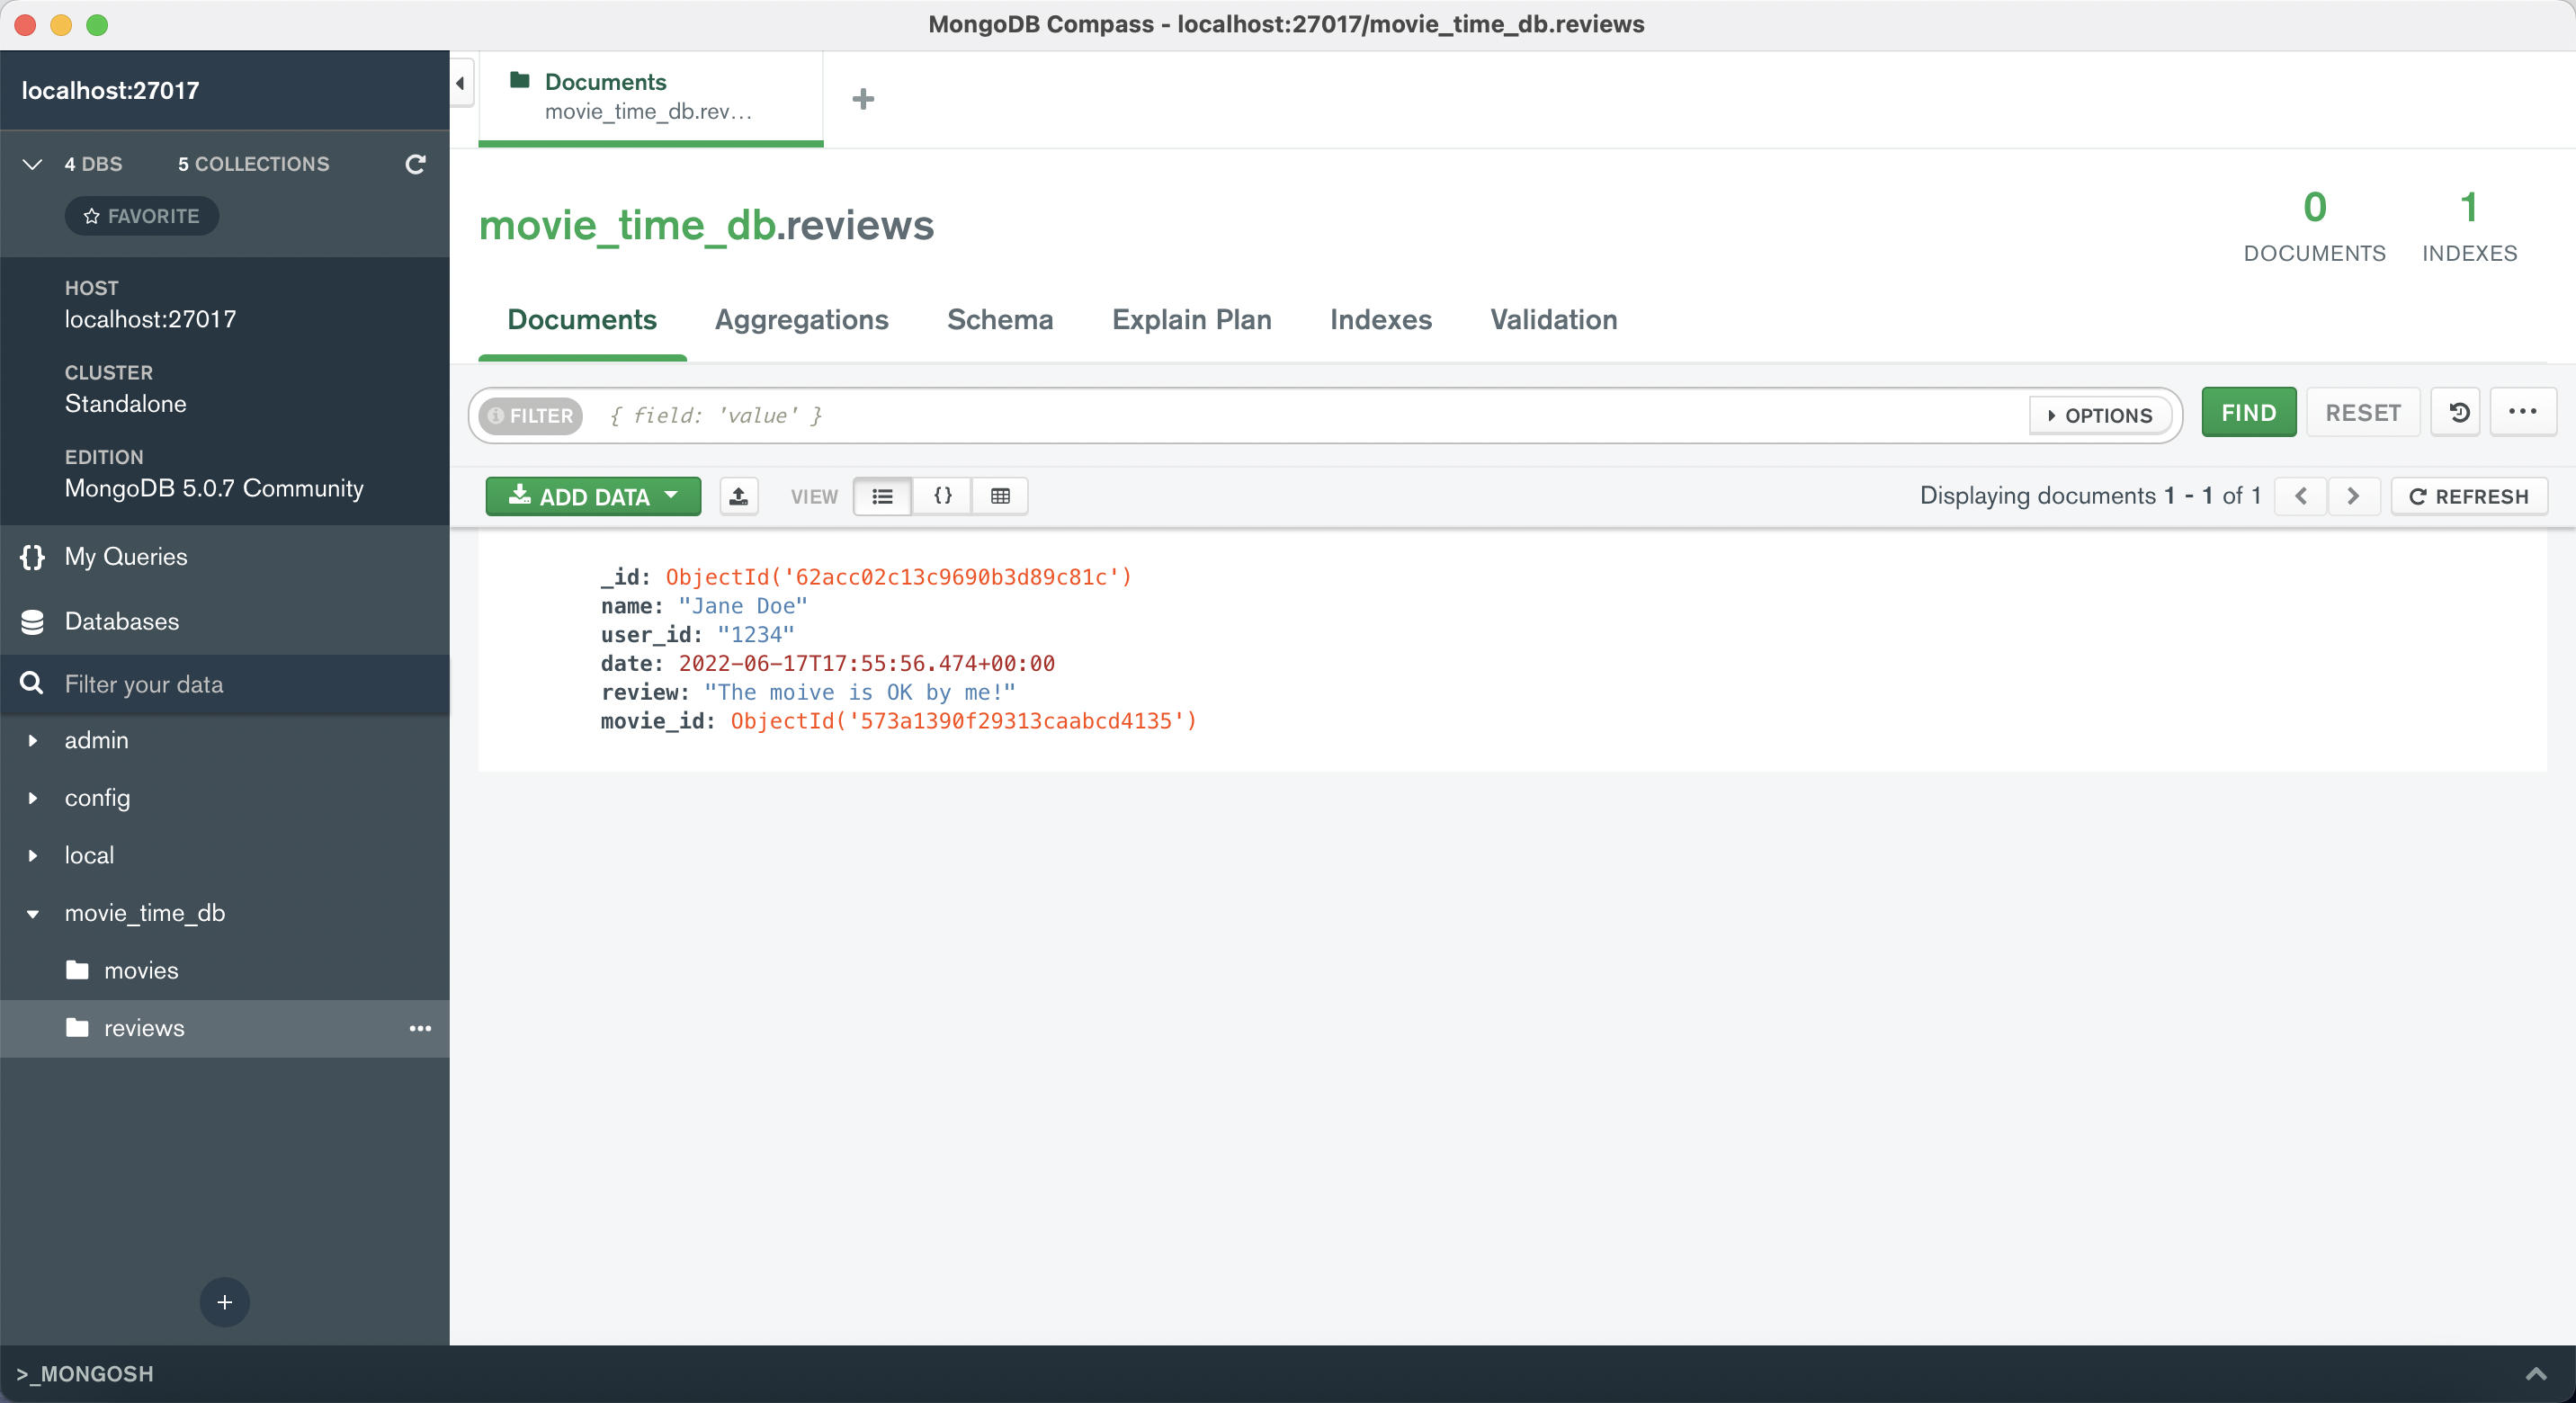 MongoDB Compass - localhost:27017/movie_time_db.reviews
localhost:27017
4 DBS 5 COLLECTIONS
FAVORITE
HOST
localhost:27017
CLUSTER
Standalone
EDITION
MongoDB 5.0.7 Community
{} My Queries
Databases
Filter your data
admin
config
local
movie_time_db
movies
reviews
Documents
movie_time_db.rev...
movie_time_db.reviews
0
DOCUMENTS
1
INDEXES
Documents Aggregations Schema Explain Plan Indexes Validation
FILTER { field: 'value' } OPTIONS FIND RESET
ADD DATA VIEW {} Displaying documents 1 - 1 of 1 REFRESH
_id: ObjectId('62acc02c13c9690b3d89c81c')
name: "Jane Doe"
user_id: "1234"
date: 2022-06-17T17:55:56.474+00:00
review: "The moive is OK by me!"
movie_id: ObjectId('573a1390f29313caabcd4135')
>_MONGOSH